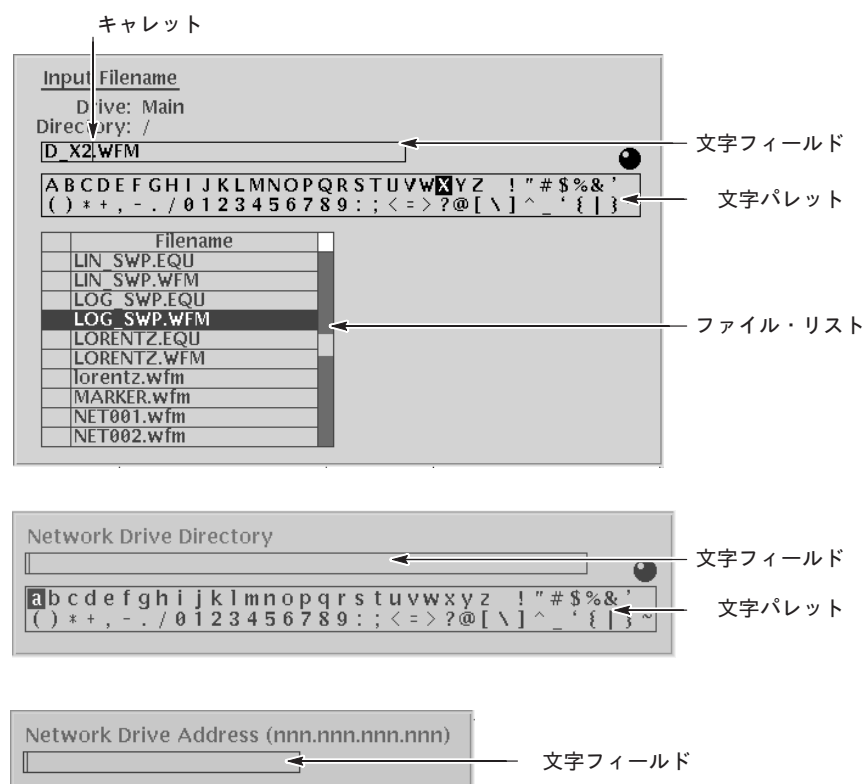 キャレット
Input Filename
Drive: Main
Directory: /
D_X2.WFM
文字フィールド
ABCDEFGHIJKLMNOPQRSTUVWXYZ !"#$%&'
()*+,-./0123456789:;<=>?@[\]^_‘{|}~
文字パレット
Filename
LIN_SWP.EQU
LIN_SWP.WFM
LOG_SWP.EQU
LOG_SWP.WFM
ファイル・リスト
LORENTZ.EQU
LORENTZ.WFM
lorentz.wfm
MARKER.wfm
NET001.wfm
NET002.wfm
Network Drive Directory
文字フィールド
abcdefghijklmnopqrstuvwxyz !"#$%&'
()*+,-./0123456789:;<=>?@[\]^_‘{|}~
文字パレット
Network Drive Address (nnn.nnn.nnn.nnn)
文字フィールド